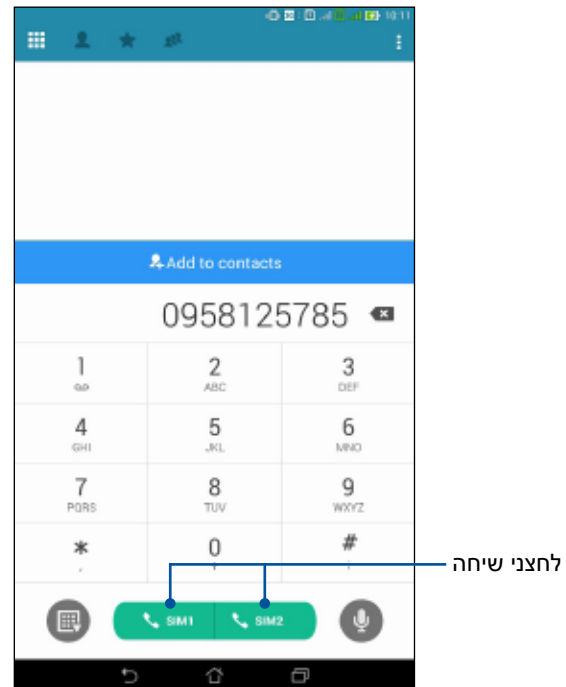 10:11
Add to contacts
0958125785
1 2 3
ABC DEF
4 5 6
GHI JKL MNO
7 8 9
PQRS TUV WXYZ
* 0 #
, + ;
לחצני שיחה
SIM1 SIM2